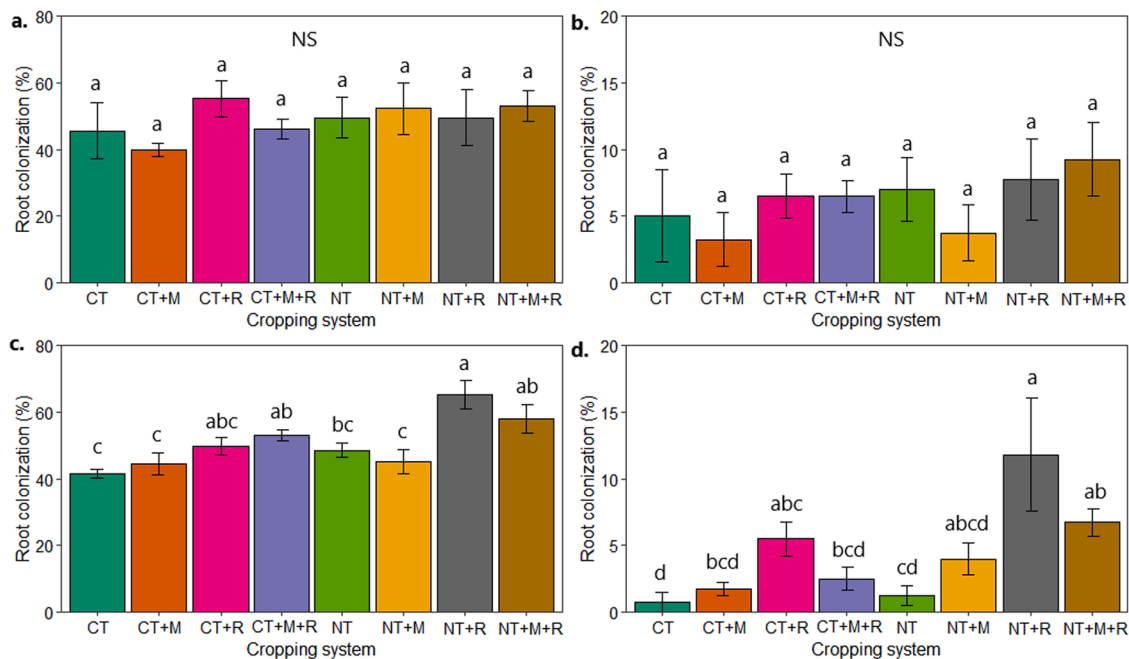 a.
80
60
40
20
0
Root colonization (%)
NS
a a a a a a a a
CT CT+M CT+R CT+M+R NT NT+M NT+R NT+M+R
Cropping system
b.
20
15
10
5
0
Root colonization (%)
NS
a a a a a a a a
CT CT+M CT+R CT+M+R NT NT+M NT+R NT+M+R
Cropping system
c.
80
60
40
20
0
Root colonization (%)
c c abc ab bc c a ab
CT CT+M CT+R CT+M+R NT NT+M NT+R NT+M+R
Cropping system
d.
20
15
10
5
0
Root colonization (%)
d bcd abc bcd cd abcd a ab
CT CT+M CT+R CT+M+R NT NT+M NT+R NT+M+R
Cropping system